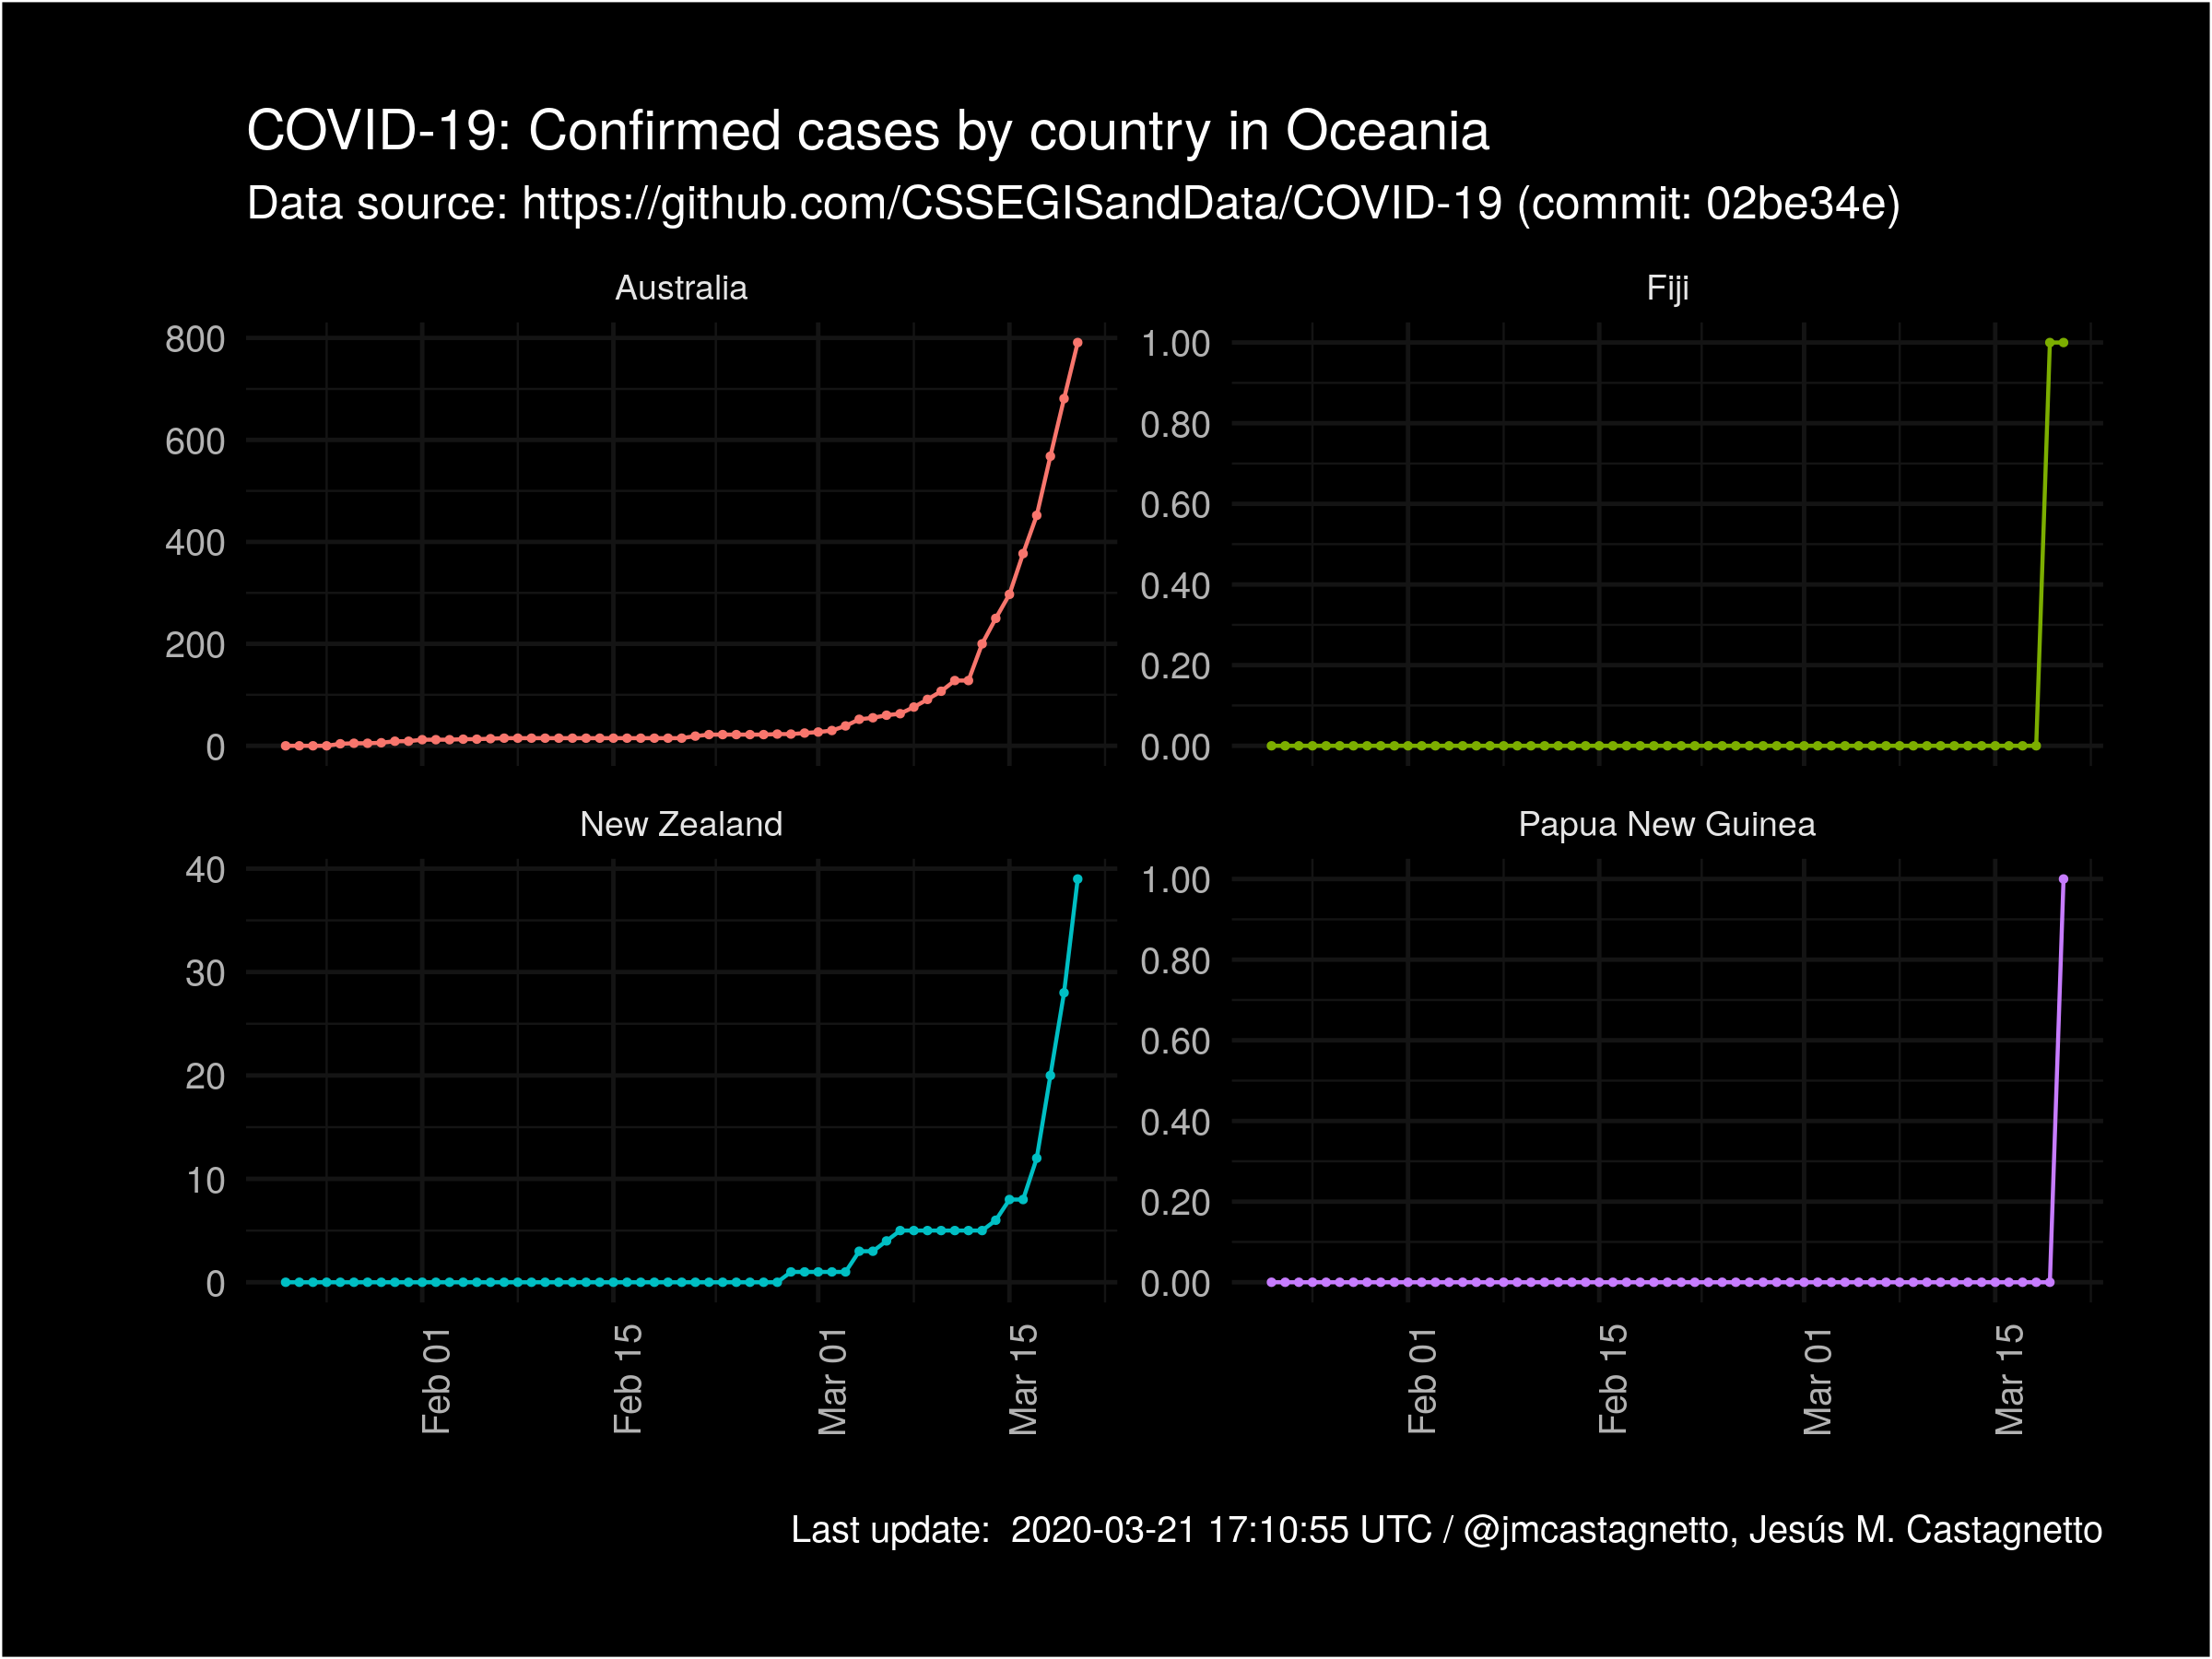 COVID-19: Confirmed cases by country in Oceania
Data source: https://github.com/CSSEGISandData/COVID-19 (commit: 02be34e)
Australia
800
600
400
200
0
Fiji
1.00
0.80
0.60
0.40
0.20
0.00
New Zealand
40
30
20
10
0
Papua New Guinea
1.00
0.80
0.60
0.40
0.20
0.00
Feb 01
Feb 15
Mar 01
Mar 15
Feb 01
Feb 15
Mar 01
Mar 15
Last update:  2020-03-21 17:10:55 UTC / @jmcastagnetto, Jesús M. Castagnetto